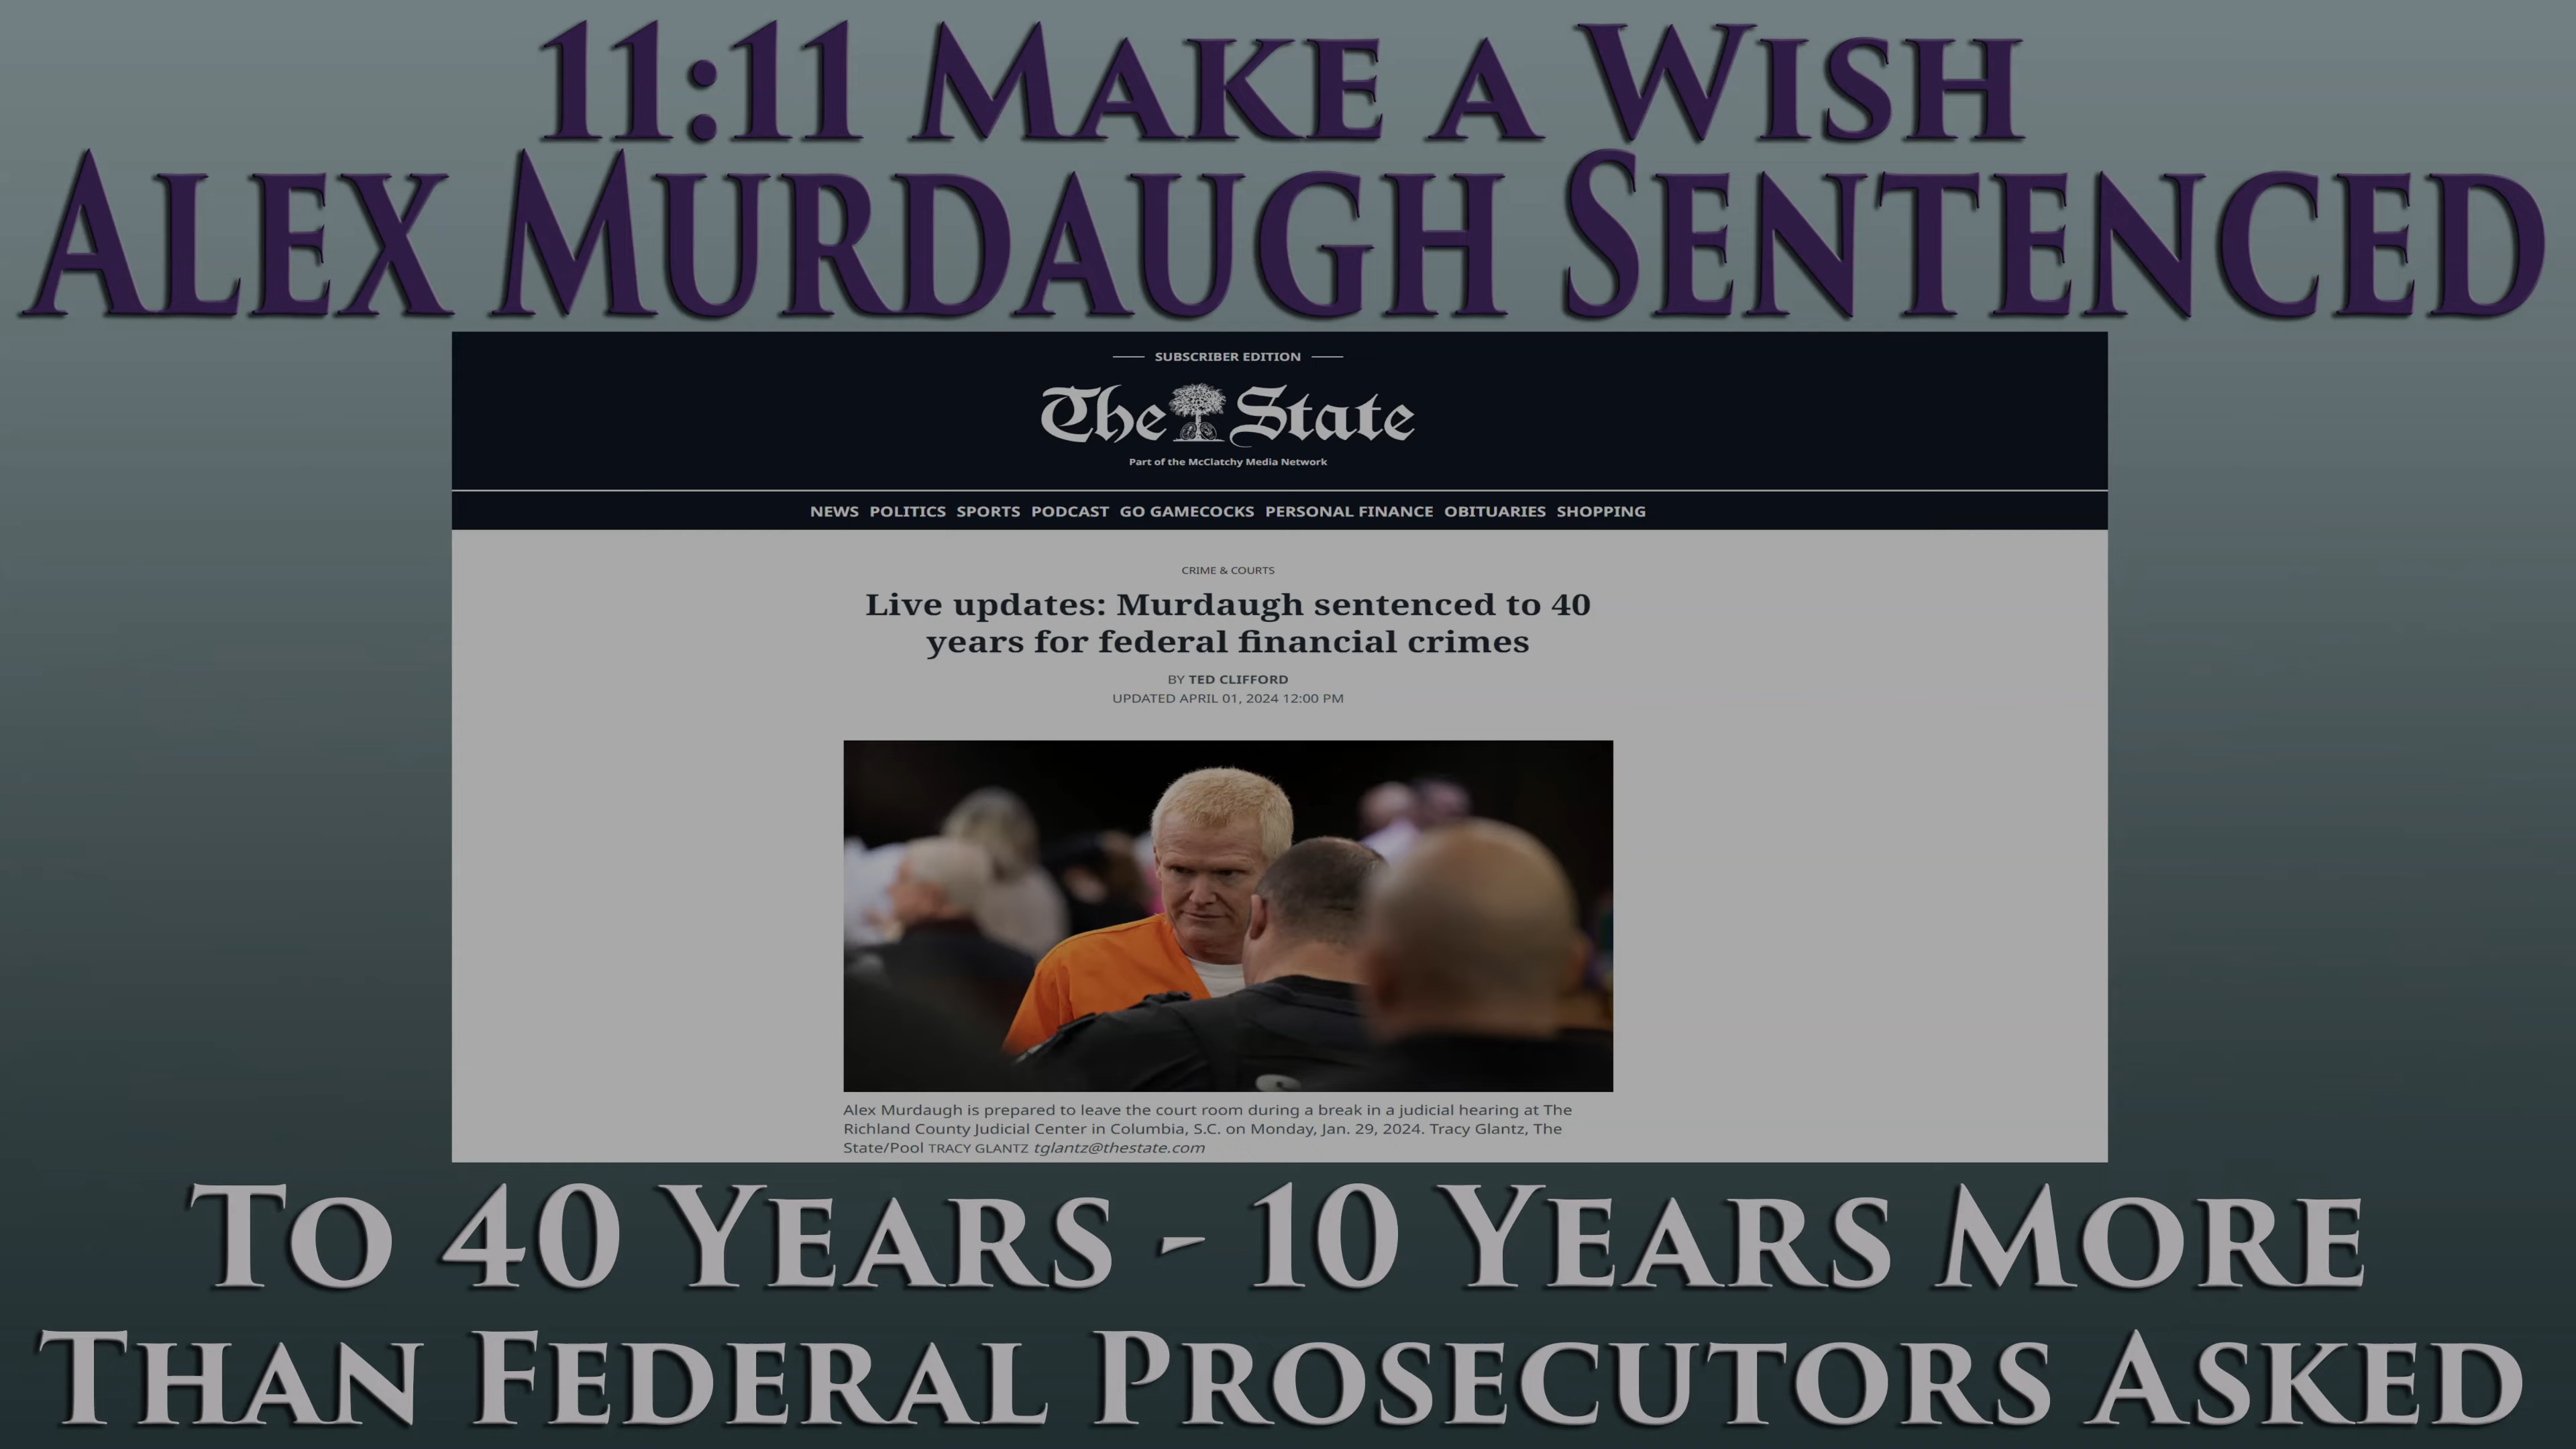 11:11 Make a Wish
Alex Murdaugh Sentenced
SUBSCRIBER EDITION
The State
Part of the McClatchy Media Network
NEWS POLITICS SPORTS PODCAST GO GAMECOCKS PERSONAL FINANCE OBITUARIES SHOPPING
CRIME & COURTS
Live updates: Murdaugh sentenced to 40
years for federal financial crimes
BY TED CLIFFORD
UPDATED APRIL 01, 2024 12:00 PM
Alex Murdaugh is prepared to leave the court room during a break in a judicial hearing at The
Richland County Judicial Center in Columbia, S.C. on Monday, Jan. 29, 2024. Tracy Glantz, The
State/Pool TRACY GLANTZ tglantz@thestate.com
To 40 Years - 10 Years More
Than Federal Prosecutors Asked